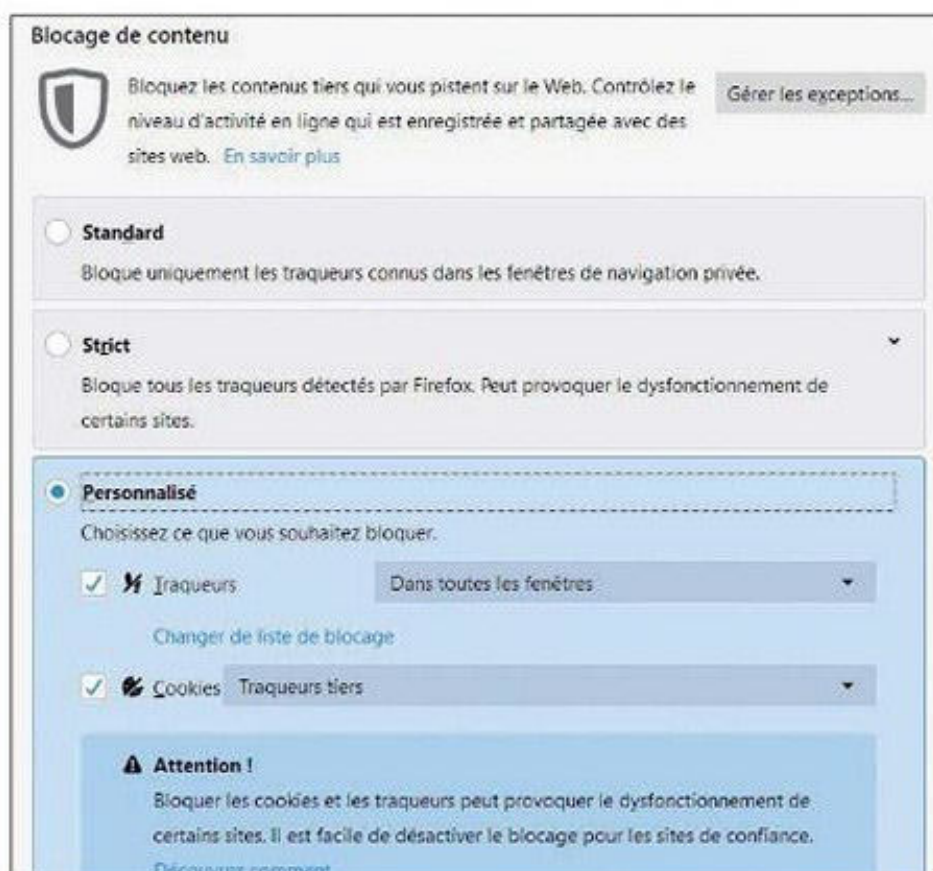 Blocage de contenu
Bloquez les contenus tiers qui vous pistent sur le Web. Contrôlez le
Gérer les exceptions...
niveau d'activité en ligne qui est enregistrée et partagée avec des
sites web. En savoir plus
Standard
Bloque uniquement les traqueurs connus dans les fenêtres de navigation privée.
Strict
Bloque tous les traqueurs détectés par Firefox. Peut provoquer le dysfonctionnement de
certains sites.
Personnalisé
Choisissez ce que vous souhaitez bloquer.
Traqueurs
Dans toutes les fenêtres
Changer de liste de blocage
Cookies
Traqueurs tiers
Attention !
Bloquer les cookies et les traqueurs peut provoquer le dysfonctionnement de
certains sites. Il est facile de désactiver le blocage pour les sites de confiance.
Découvrez comment